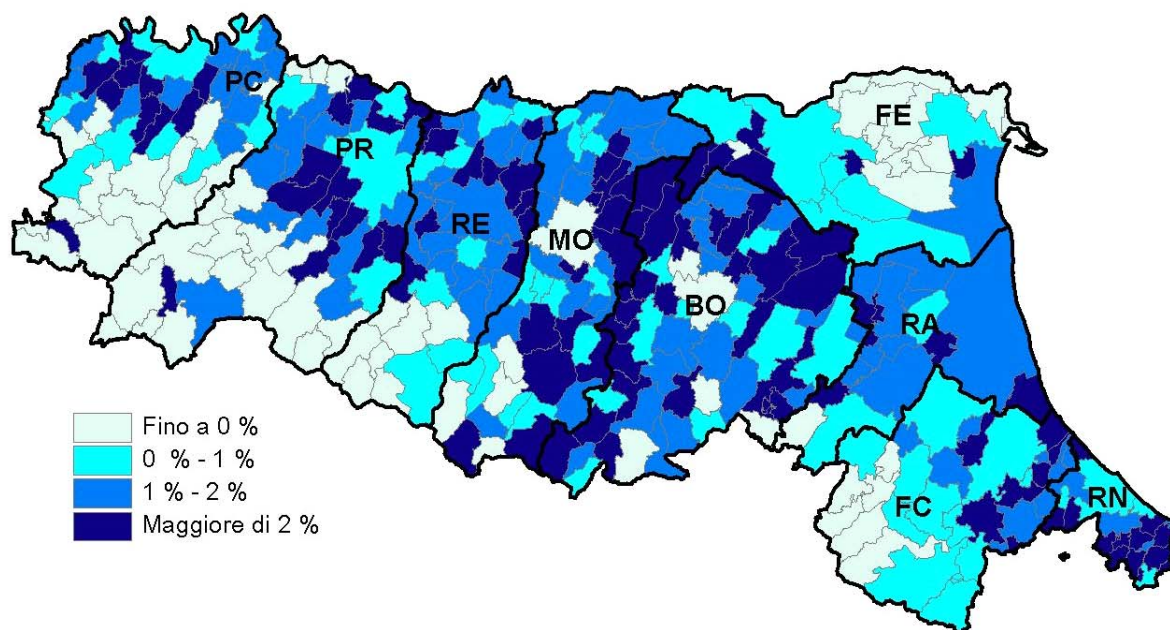 PC
PR
RE
MO
BO
FE
RA
FC
RN
Fino a 0 %
0 % - 1 %
1 % - 2 %
Maggiore di 2 %